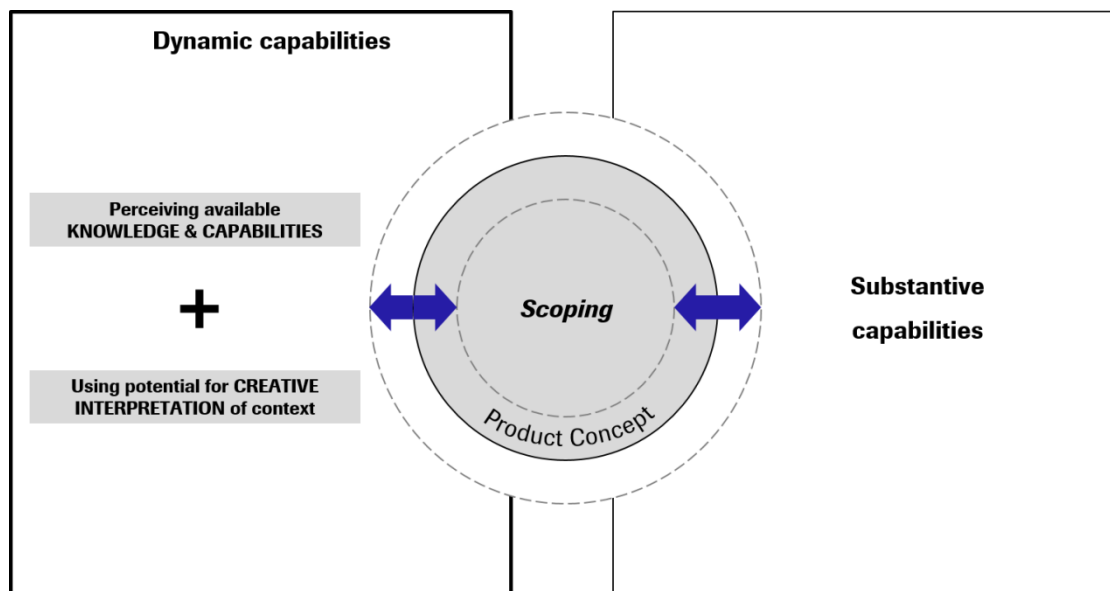 Dynamic capabilities
Perceiving available
KNOWLEDGE & CAPABILITIES
+
Using potential for CREATIVE
INTERPRETATION of context
Scoping
Product Concept
Substantive
capabilities